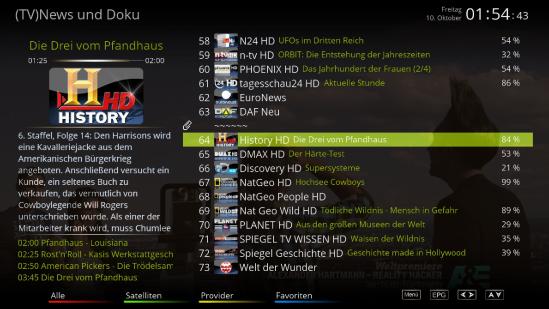 (TV)News und Doku
Freitag
10. Oktober
01:54:43
Die Drei vom Pfandhaus
01:25 02:00
H HD
HISTORY
6. Staffel, Folge 14: Den Harrisons wird
eine Kavalleriejacke aus dem
Amerikanischen Bürgerkrieg
angeboten. Anschließend versucht ein
Kunde, ein seltenes Buch zu
verkaufen, das vermutlich von
Cowboylegende Will Rogers
unterschrieben wurde. Als einer der
Mitarbeiter krank wird, muss Chumlee
02:00 Pfandhaus - Louisiana
02:25 Rost'n'Roll - Kasis Werkstattgesch
02:50 American Pickers - Die Trödelsam
03:45 Die Drei vom Pfandhaus
58 N24 HD UFOs im Dritten Reich 54 %
59 n-tv HD ORBIT: Die Entstehung der Jahreszeiten 32 %
60 PHOENIX HD Das Jahrhundert der Frauen (2/4) 54 %
61 tagesschau24 HD Aktuelle Stunde 86 %
62 EuroNews
63 DAF Neu
~~~~~~
64 History HD Die Drei vom Pfandhaus 84 %
65 DMAX HD Der Härte-Test 53 %
66 Discovery HD Supersysteme 21 %
67 NatGeo HD Hochsee Cowboys 99 %
68 NatGeo People HD
69 Nat Geo Wild HD Tödliche Wildnis - Mensch in Gefahr 89 %
70 PLANET HD Aus den großen Museen der Welt 29 %
71 SPIEGEL TV WISSEN HD Waisen der Wildnis 35 %
72 Spiegel Geschichte HD Geschichte made in Hollywood 39 %
73 Welt der Wunder
Weltpremiere
ALEXANDER HARTMANN - REALITY HACKER
Alle Satelliten Provider Favoriten Menü EPG